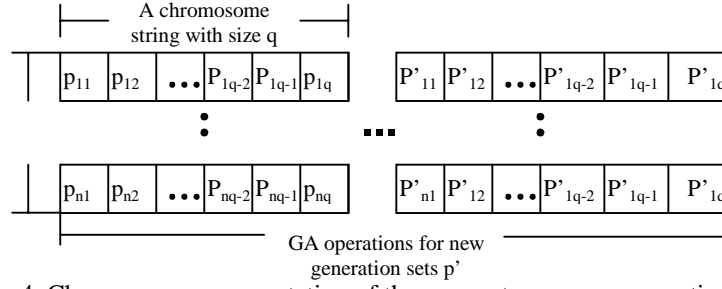 A chromosome
string with size q
p11 p12 ... P1q-2 P1q-1 p1q P'11 P'12 ... P'1q-2 P'1q-1 P'1q
...
pn1 pn2 ... Pnq-2 Pnq-1 pnq P'n1 P'12 ... P'1q-2 P'1q-1
GA operations for new
generation sets p'